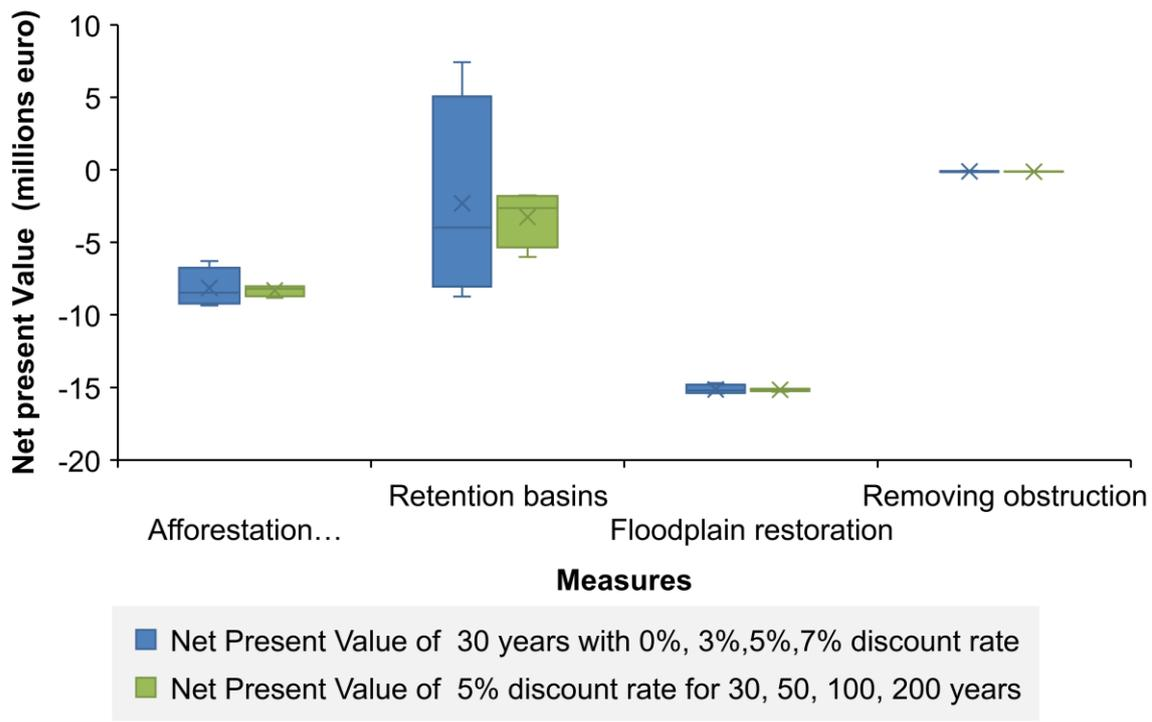 Net present Value (millions euro)
10
5
0
-5
-10
-15
-20
Retention basins
Removing obstruction
Afforestation…
Floodplain restoration
Measures
Net Present Value of 30 years with 0%, 3%,5%,7% discount rate
Net Present Value of 5% discount rate for 30, 50, 100, 200 years